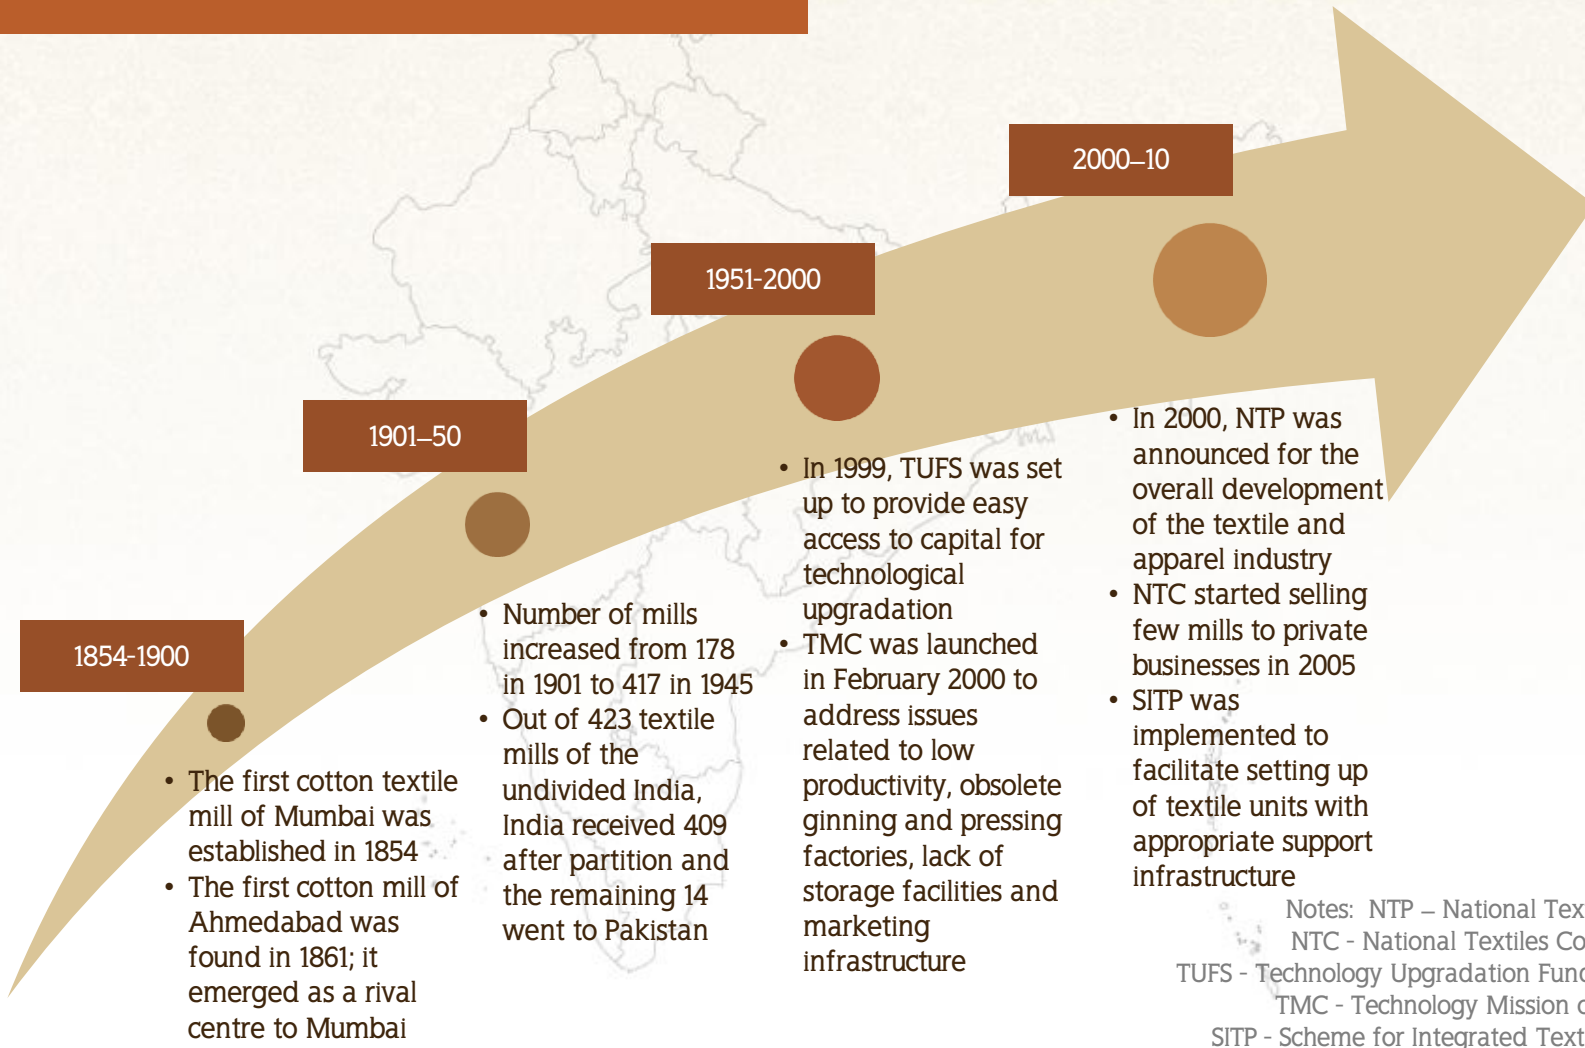 2000–10
1951-2000
1901–50
1854-1900
• The first cotton textile
mill of Mumbai was
established in 1854
• The first cotton mill of
Ahmedabad was
found in 1861; it
emerged as a rival
centre to Mumbai
• Number of mills
increased from 178
in 1901 to 417 in 1945
• Out of 423 textile
mills of the
undivided India,
India received 409
after partition and
the remaining 14
went to Pakistan
• In 1999, TUFS was set
up to provide easy
access to capital for
technological
upgradation
• TMC was launched
in February 2000 to
address issues
related to low
productivity, obsolete
ginning and pressing
factories, lack of
storage facilities and
marketing
infrastructure
• In 2000, NTP was
announced for the
overall development
of the textile and
apparel industry
• NTC started selling
few mills to private
businesses in 2005
• SITP was
implemented to
facilitate setting up
of textile units with
appropriate support
infrastructure
Notes: NTP – National
NTC - National Textiles
TUFS - Technology Upgradation
TMC - Technology Mission
SITP - Scheme for Integrated